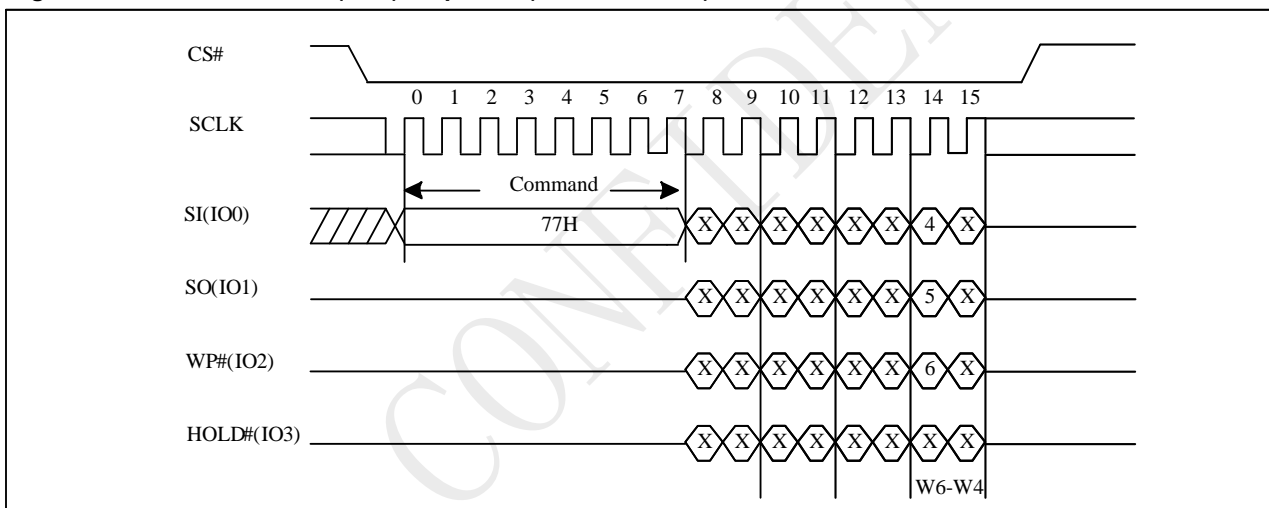 CS#
0 1 2 3 4 5 6 7 8 9 10 11 12 13 14 15
SCLK
Command
SI(IO0) 77H X X X X X X 4 X
SO(IO1) X X X X X X 5 X
WP#(IO2) X X X X X X 6 X
HOLD#(IO3) X X X X X X X X
W6-W4